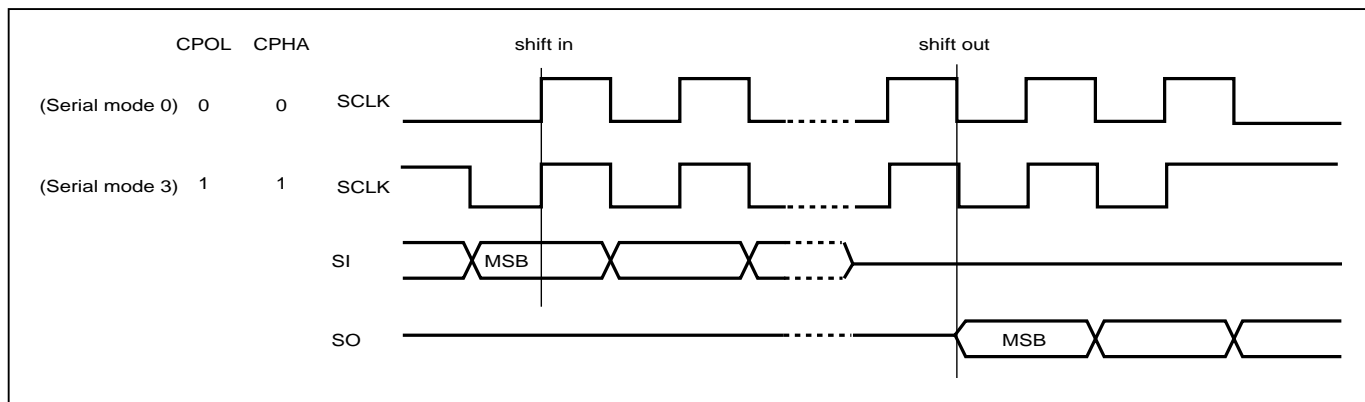 CPOL CPHA shift in shift out
(Serial mode 0) 0 0 SCLK
(Serial mode 3) 1 1 SCLK
SI MSB
SO MSB